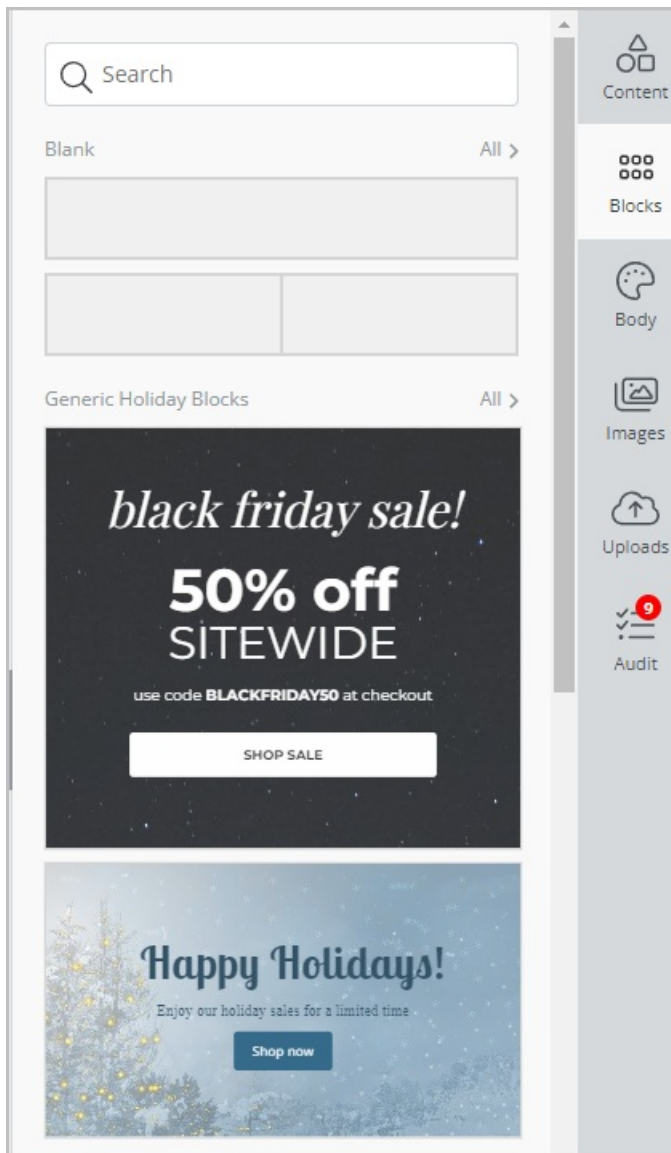 Search
Blank All >
Generic Holiday Blocks All >
black friday sale!
50% off
SITEWIDE
use code BLACKFRIDAY50 at checkout
SHOP SALE
Happy Holidays!
Enjoy our holiday sales for a limited time
Shop now
Content
Blocks
Body
Images
Uploads
9
Audit